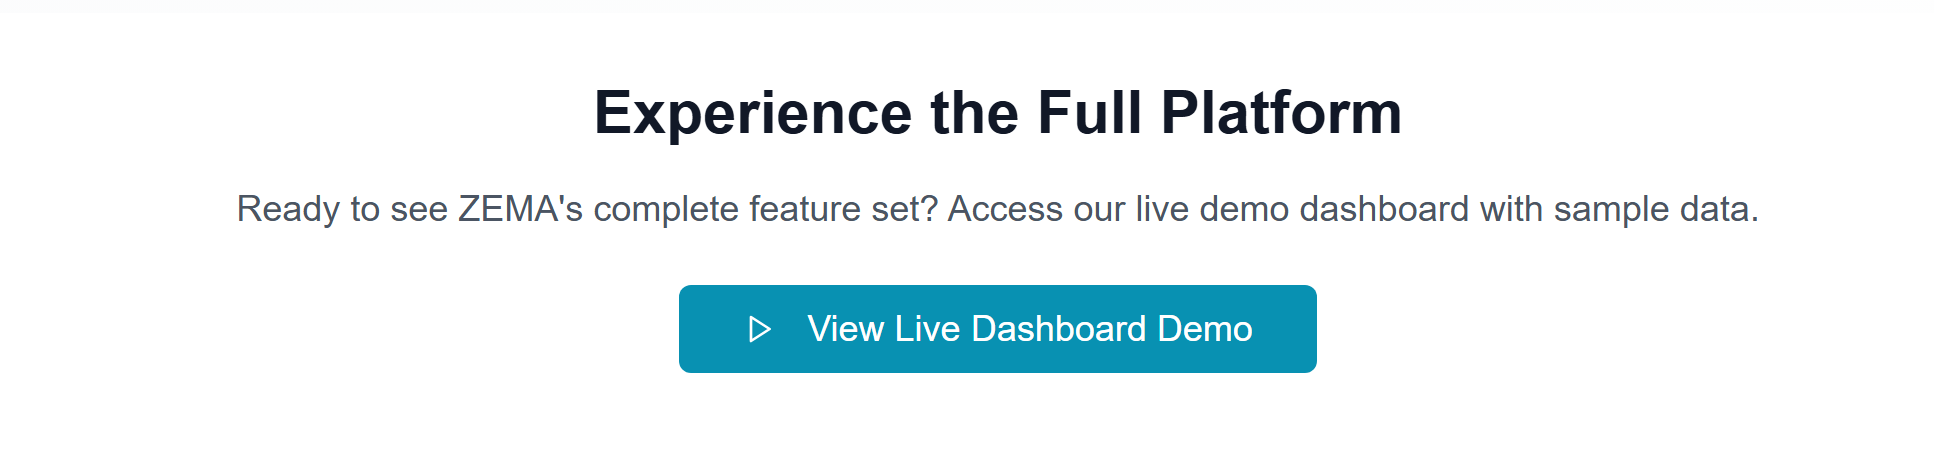 Experience the Full Platform
Ready to see ZEMA's complete feature set? Access our live demo dashboard with sample data.
View Live Dashboard Demo